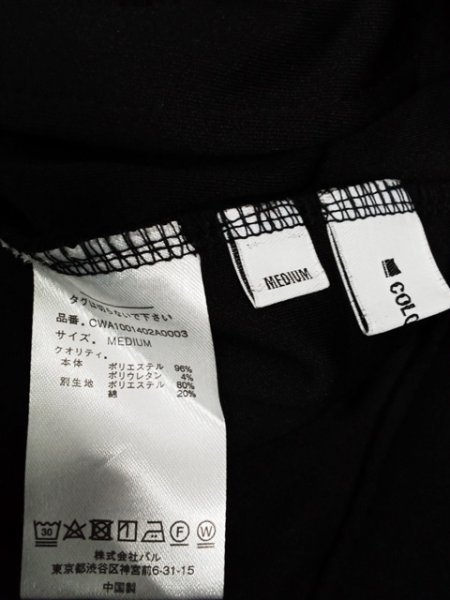 タグは切らないで下さい
品番. CWA1001402A0003
サイズ. MEDIUM
クオリティ.
本体 ポリエステル 96%
ポリウレタン 4%
別生地 ポリエステル 80%
綿 20%
30
F
W
株式会社パル
東京都渋谷区神宮前6-31-15
中国製
MEDIUM
COLO